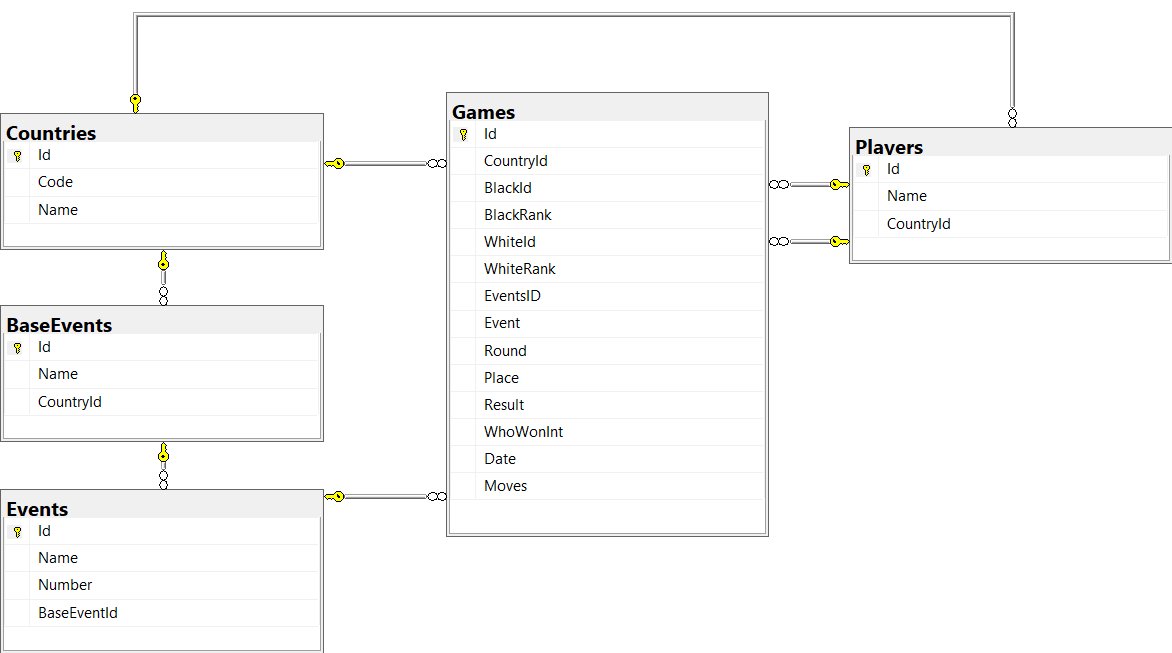 Countries
Id
Code
Name
BaseEvents
Id
Name
CountryId
Events
Id
Name
Number
BaseEventId
Games
Id
CountryId
BlackId
BlackRank
WhiteId
WhiteRank
EventsID
Event
Round
Place
Result
WhoWonInt
Date
Moves
Players
Id
Name
CountryId